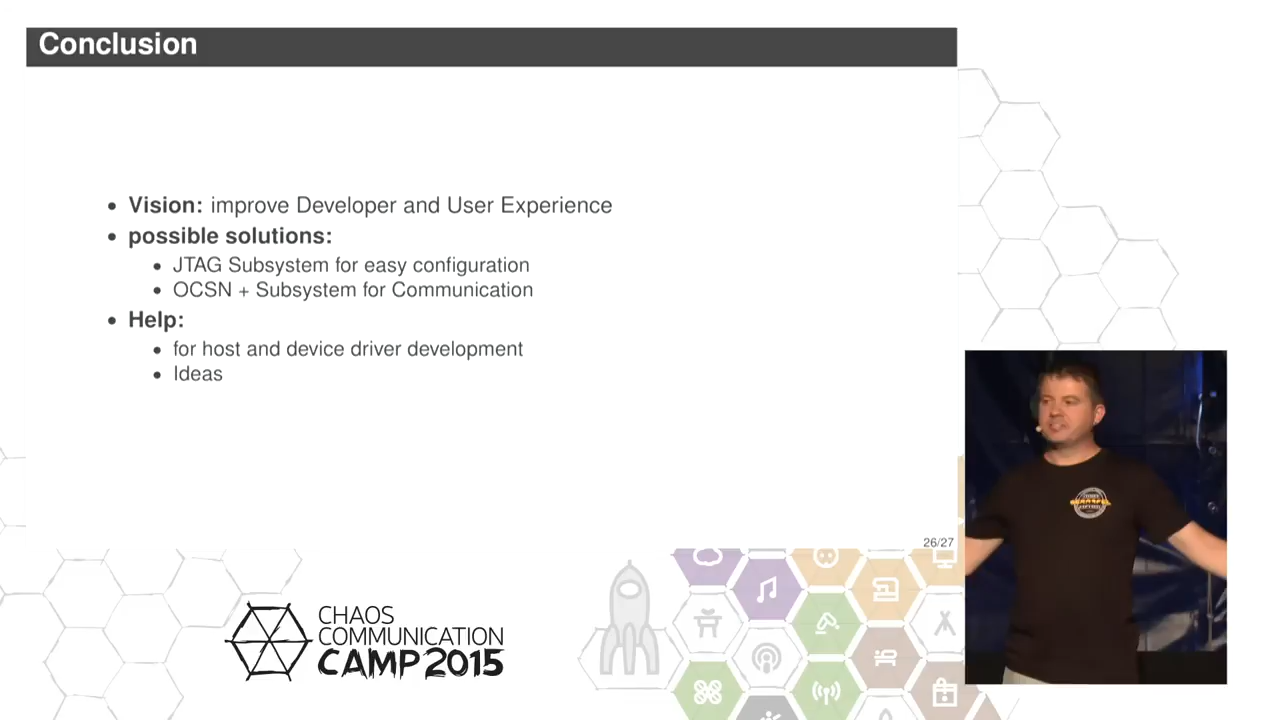 Conclusion
• Vision: improve Developer and User Experience
• possible solutions:
• JTAG Subsystem for easy configuration
• OCSN + Subsystem for Communication
• Help:
• for host and device driver development
• Ideas
26/27
CHAOS
COMMUNICATION
CAMP 2015